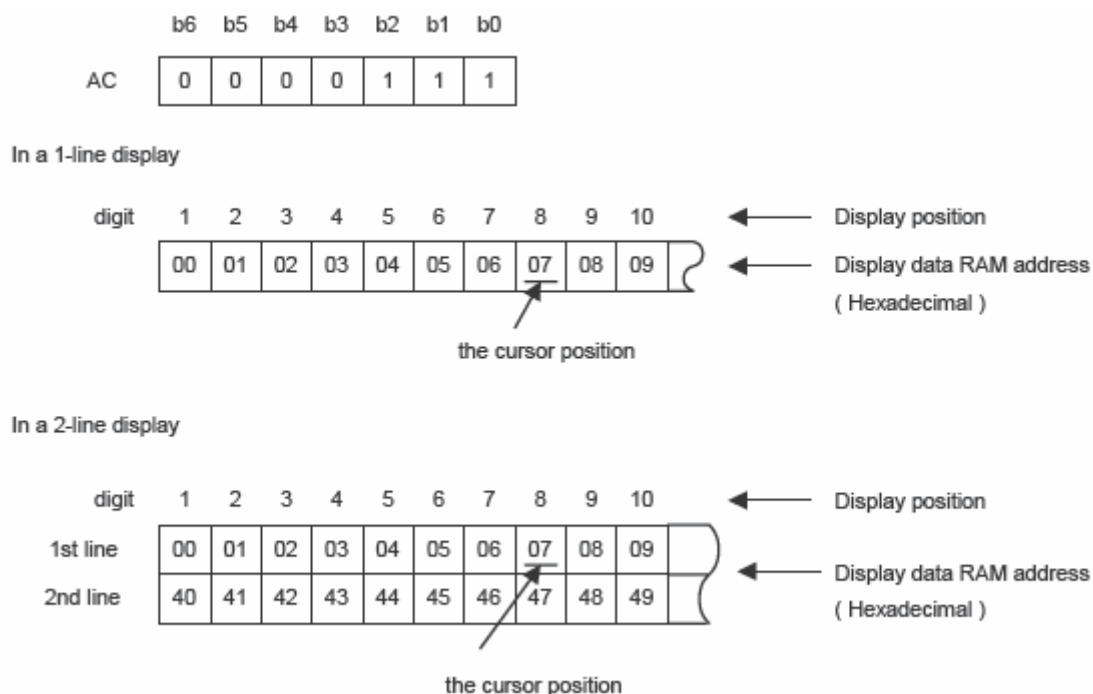 b6 b5 b4 b3 b2 b1 b0
AC 0 0 0 0 1 1 1
In a 1-line display
digit 1 2 3 4 5 6 7 8 9 10 Display position
00 01 02 03 04 05 06 07 08 09 Display data RAM address
( Hexadecimal )
the cursor position
In a 2-line display
digit 1 2 3 4 5 6 7 8 9 10 Display position
1st line 00 01 02 03 04 05 06 07 08 09
Display data RAM address
2nd line 40 41 42 43 44 45 46 47 48 49
( Hexadecimal )
the cursor position